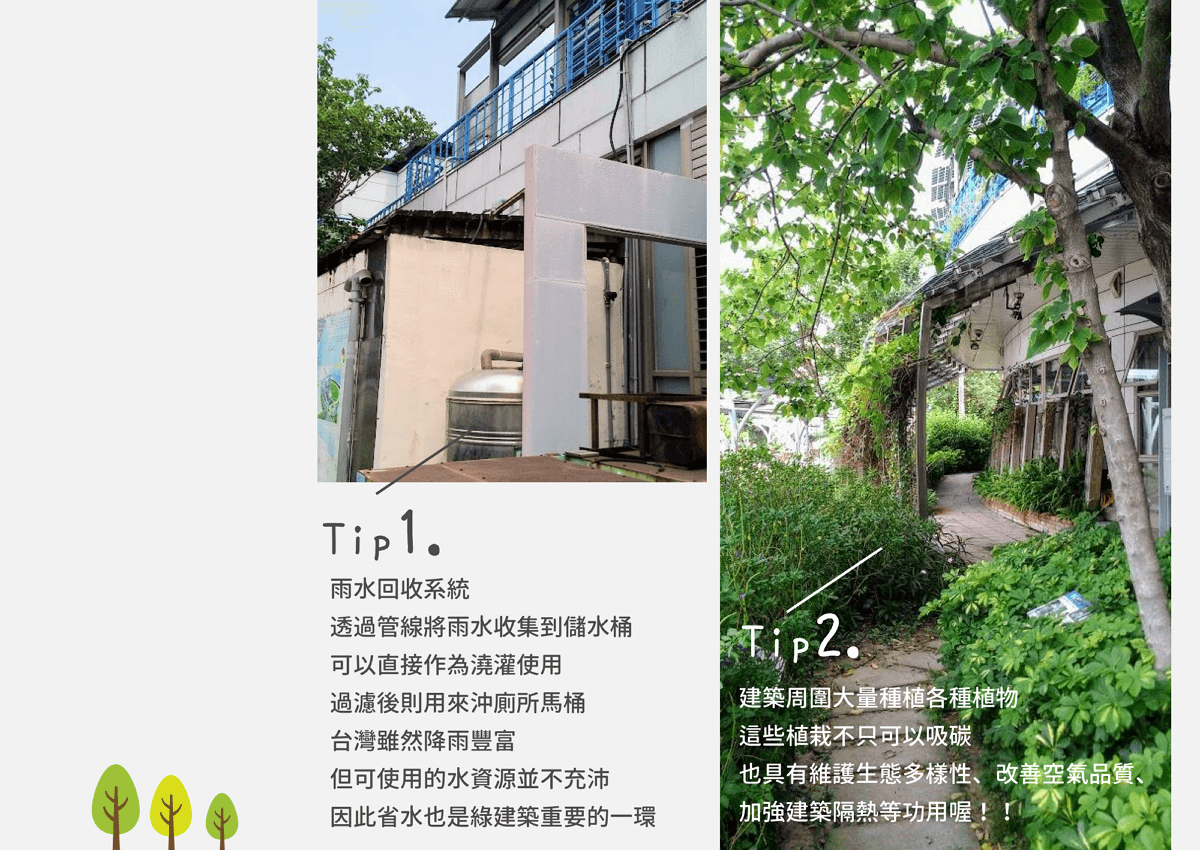 Tip1.
雨水回收系統
透過管線將雨水收集到儲水桶
可以直接作為澆灌使用
過濾後則用來沖廁所馬桶
台灣雖然降雨豐富
但可使用的水資源並不充沛
因此省水也是綠建築重要的一環
Tip2.
建築周圍大量種植各種植物
這些植栽不只可以吸碳
也具有維護生態多樣性、改善空氣品質、
加強建築隔熱等功用喔！！